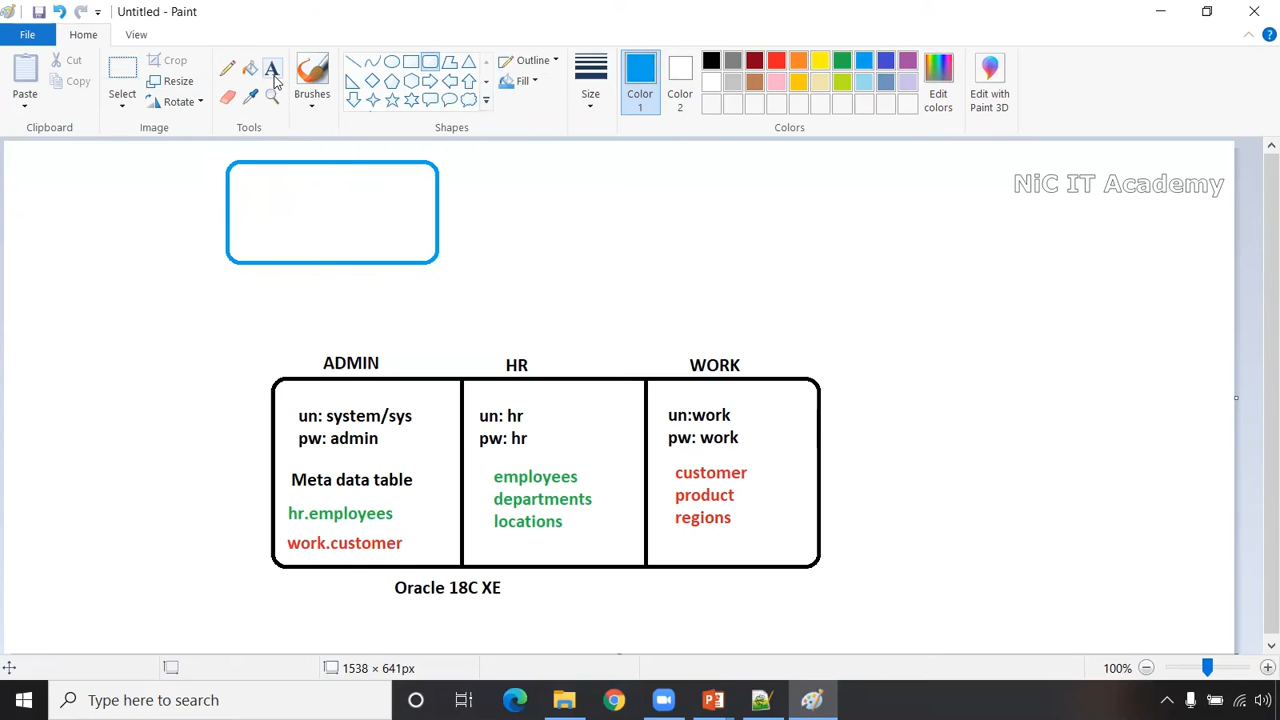 Untitled - Paint
File
Home
View
Paste
Cut
Copy
Clipboard
Select
Crop
Resize
Rotate
Image
A
Tools
Brushes
Outline
Fill
Shapes
Size
Color 1
Color 2
Edit colors
Colors
Edit with Paint 3D
NiC IT Academy
ADMIN HR WORK
un: system/sys
pw: admin
Meta data table
hr.employees
work.customer
un: hr
pw: hr
employees
departments
locations
un:work
pw: work
customer
product
regions
Oracle 18C XE
1538 × 641px
100%
Type here to search